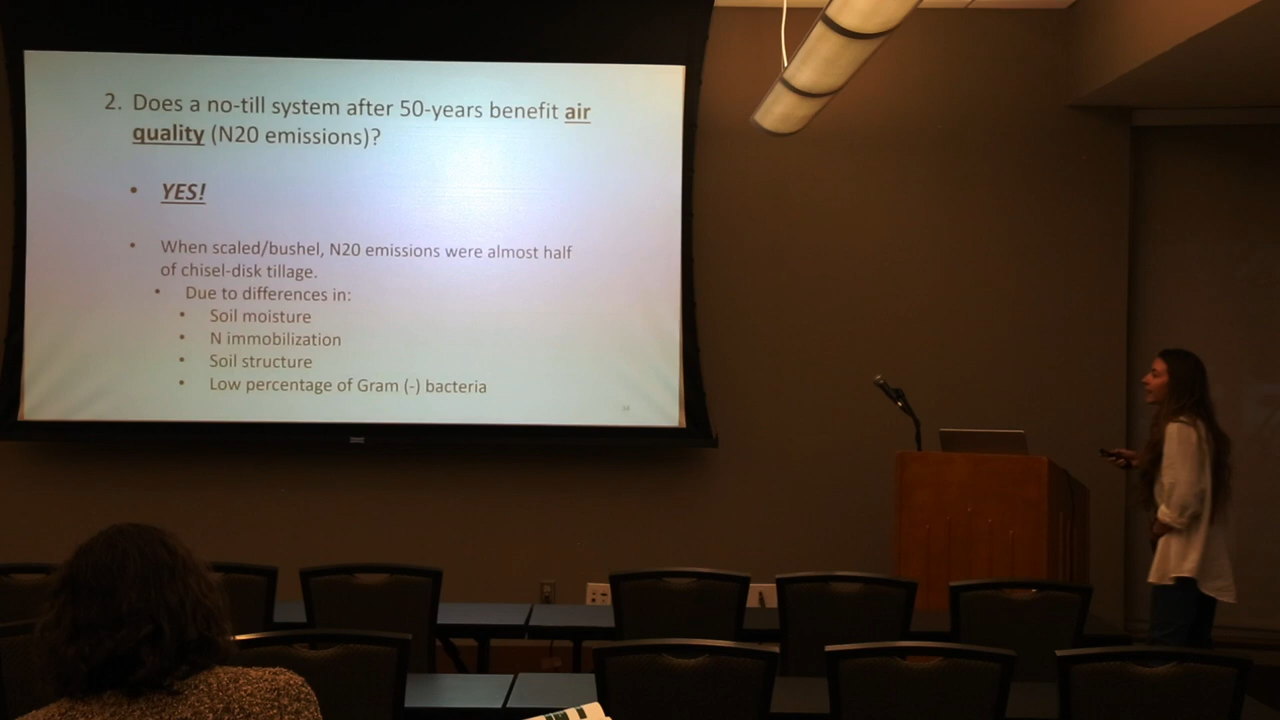 2. Does a no-till system after 50-years benefit air
quality (N20 emissions)?
• YES!
• When scaled/bushel, N20 emissions were almost half
of chisel-disk tillage.
• Due to differences in:
• Soil moisture
• N immobilization
• Soil structure
• Low percentage of Gram (-) bacteria